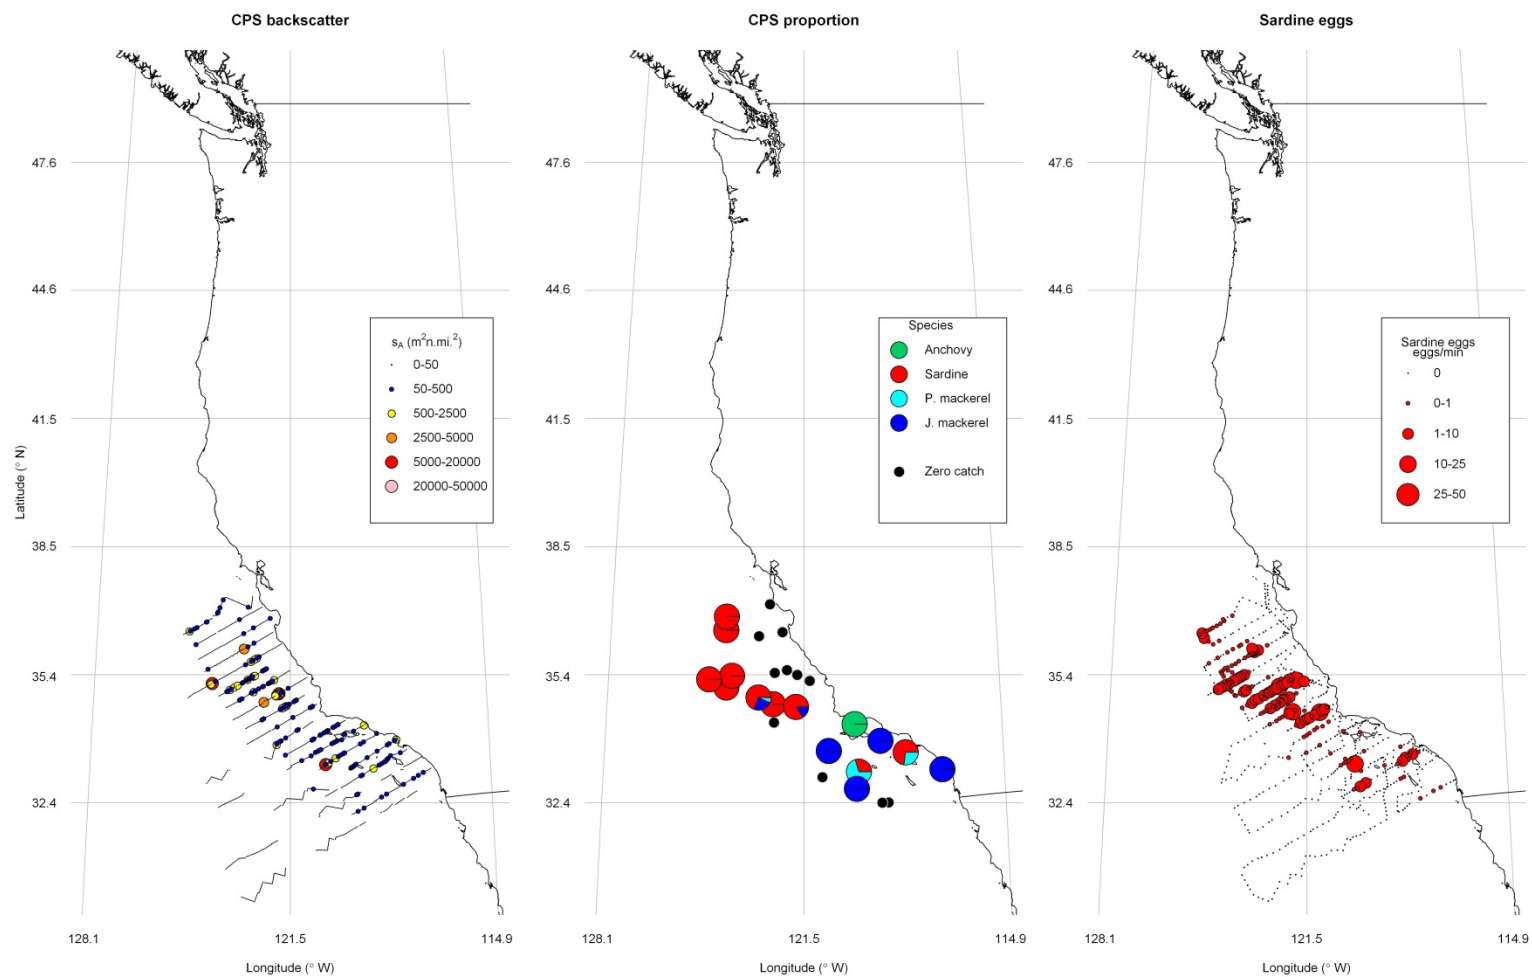 CPS backscatter
47.6
44.6
41.5
38.5
35.4
32.4
Latitude (° N)
s_A (m²n.mi.²)
0-50
50-500
500-2500
2500-5000
5000-20000
20000-50000
128.1 121.5 114.9
Longitude (° W)
CPS proportion
47.6
44.6
41.5
38.5
35.4
32.4
Species
Anchovy
Sardine
P. mackerel
J. mackerel
Zero catch
128.1 121.5 114.9
Longitude (° W)
Sardine eggs
47.6
44.6
41.5
38.5
35.4
32.4
Sardine eggs
eggs/min
0
0-1
1-10
10-25
25-50
128.1 121.5 114.9
Longitude (° W)